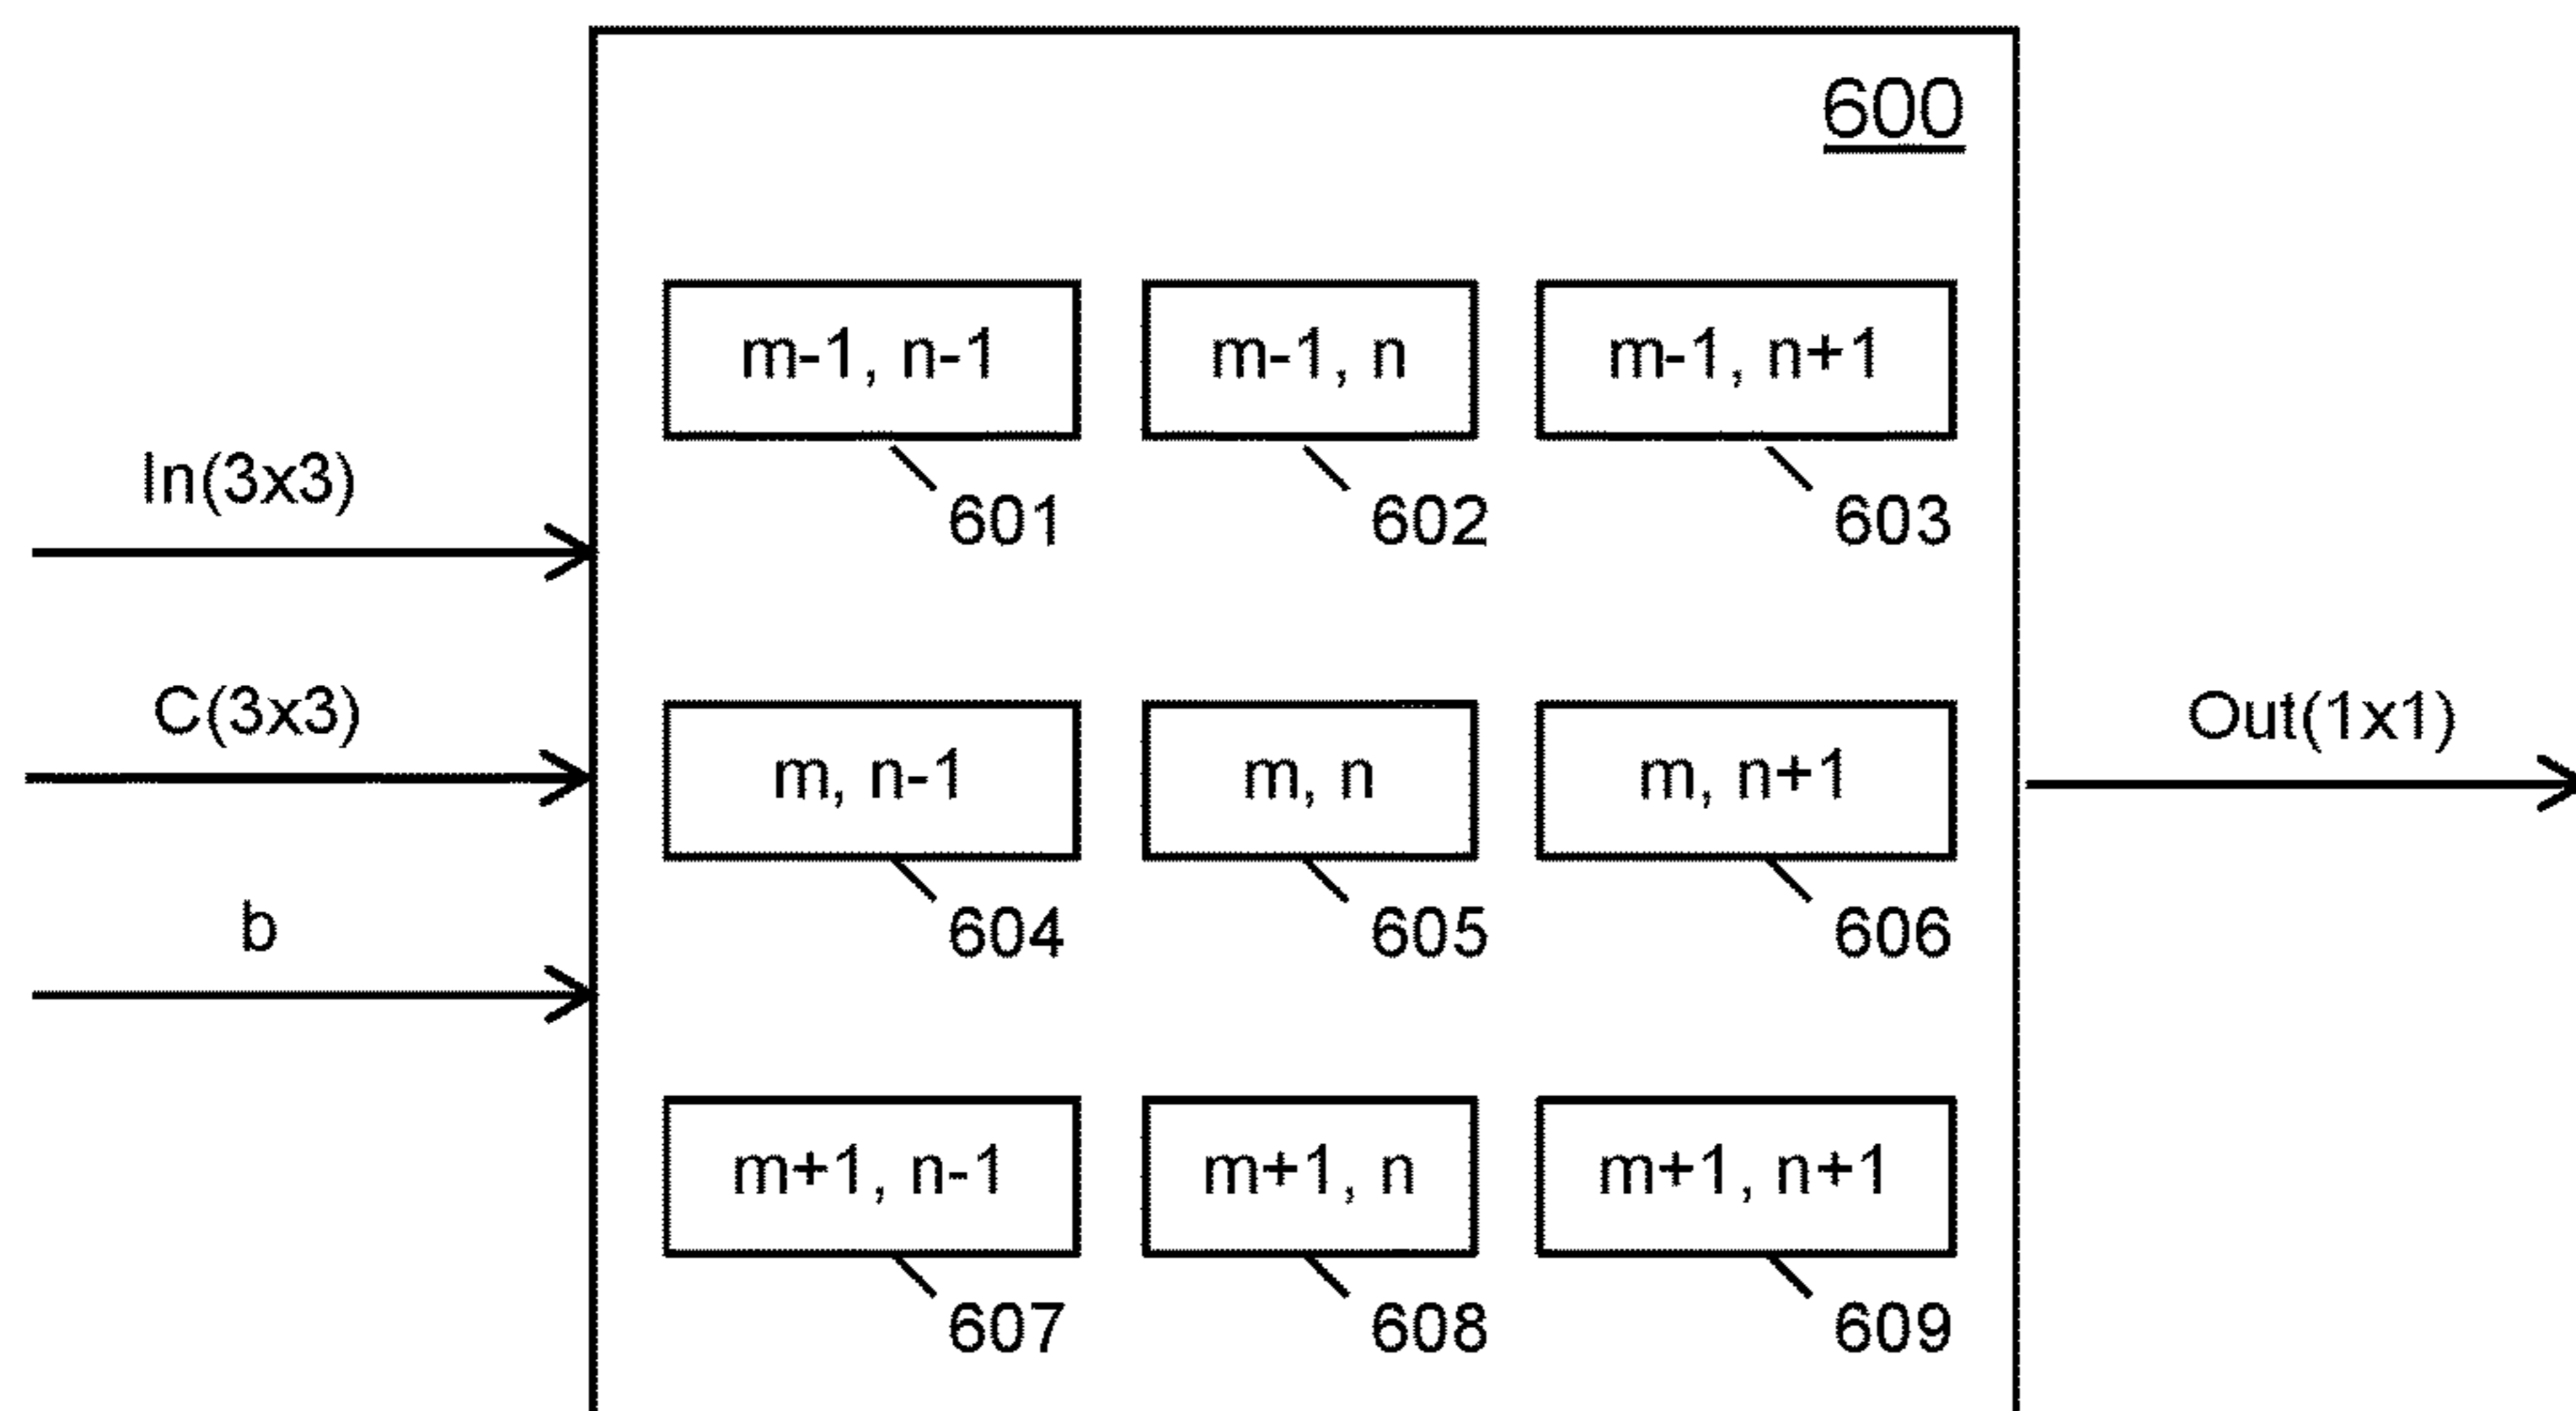 600
m-1, n-1
m-1, n
m-1, n+1
In(3x3)
601
602
603
C(3x3)
Out(1x1)
m, n-1
m, n
m, n+1
b
604
605
606
m+1, n-1
m+1, n
m+1, n+1
607
608
609